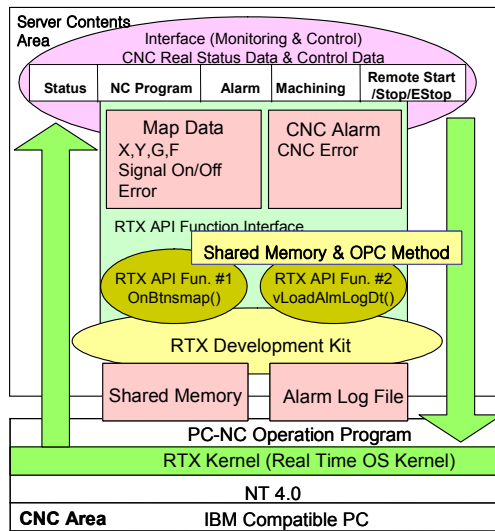 Server Contents
Area
Interface (Monitoring & Control)
CNC Real Status Data & Control Data
Status
NC Program
Alarm
Machining
Remote Start
/Stop/EStop
Map Data
X,Y,G,F
Signal On/Off
Error
CNC Alarm
CNC Error
RTX API Function Interface
Shared Memory & OPC Method
RTX API Fun. #1
OnBtnsmap()
RTX API Fun. #2
vLoadAlmLogDt()
RTX Development Kit
Shared Memory
Alarm Log File
PC-NC Operation Program
RTX Kernel (Real Time OS Kernel)
NT 4.0
CNC Area
IBM Compatible PC